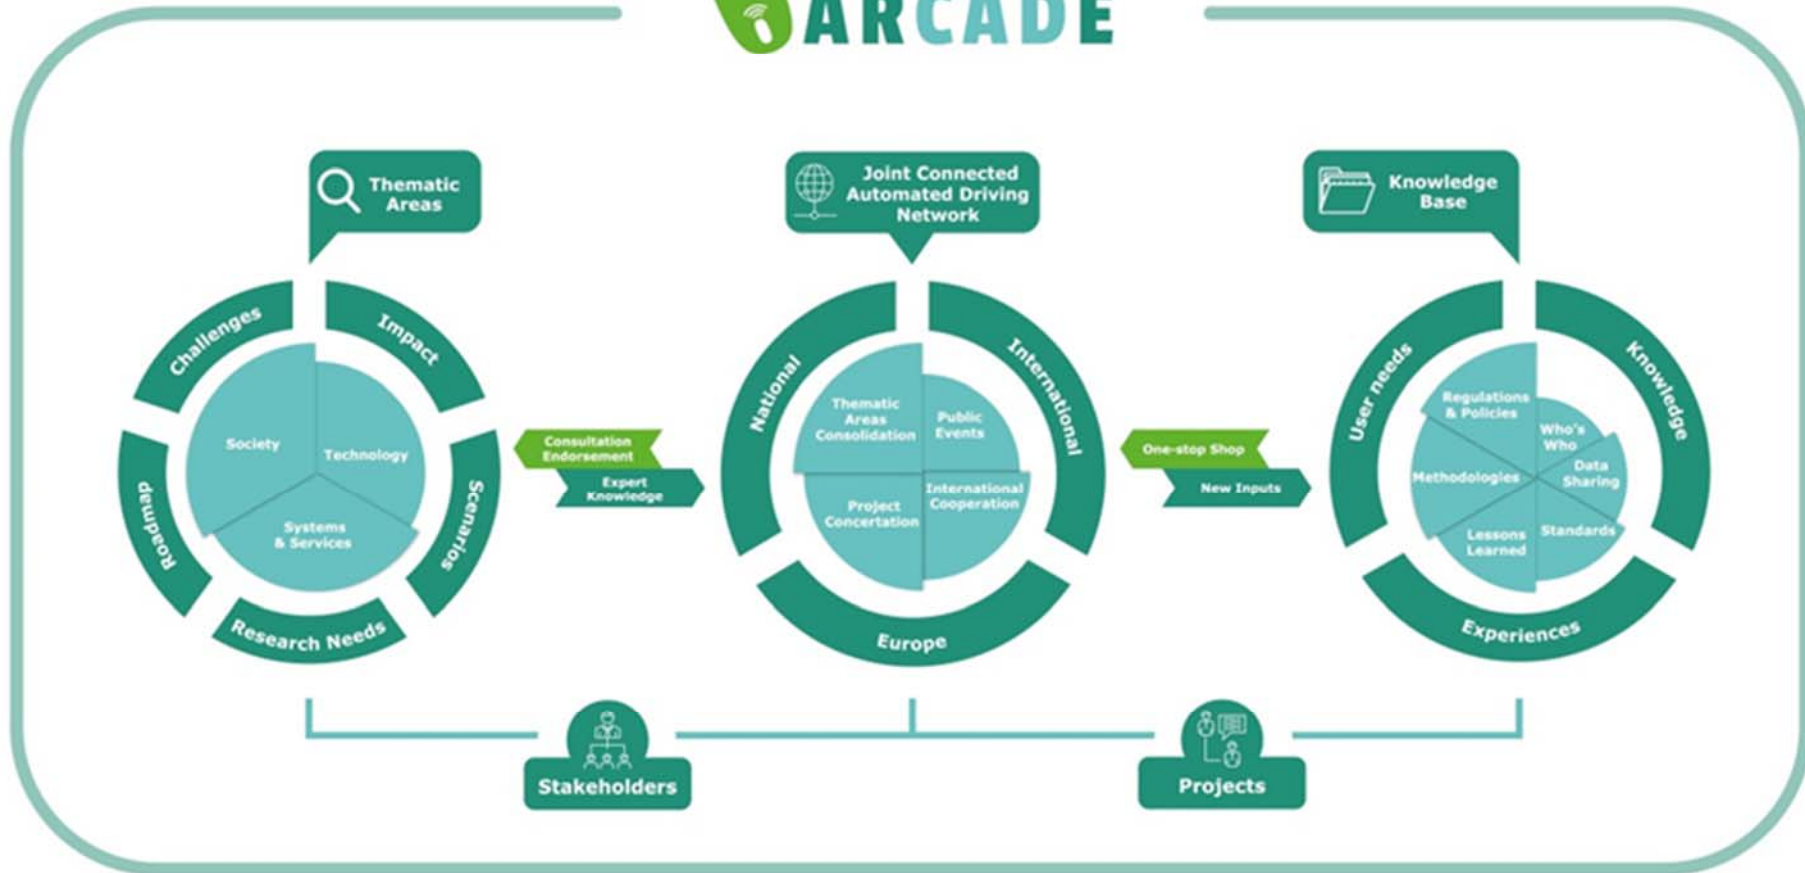 ARCADE
Thematic
Areas
Joint Connected
Automated Driving
Network
Knowledge
Base
Challenges
Impact
Scenarios
Research Needs
Roadmap
Society
Technology
Systems
& Services
Consultation
Endorsement
Expert
Knowledge
National
International
Europe
Thematic
Areas
Consolidation
Public
Events
Project
Concertation
International
Cooperation
One-stop Shop
New Inputs
User needs
Knowledge
Experiences
Regulations
& Policies
Who's
Who
Data
Sharing
Methodologies
Lessons
Learned
Standards
Stakeholders
Projects